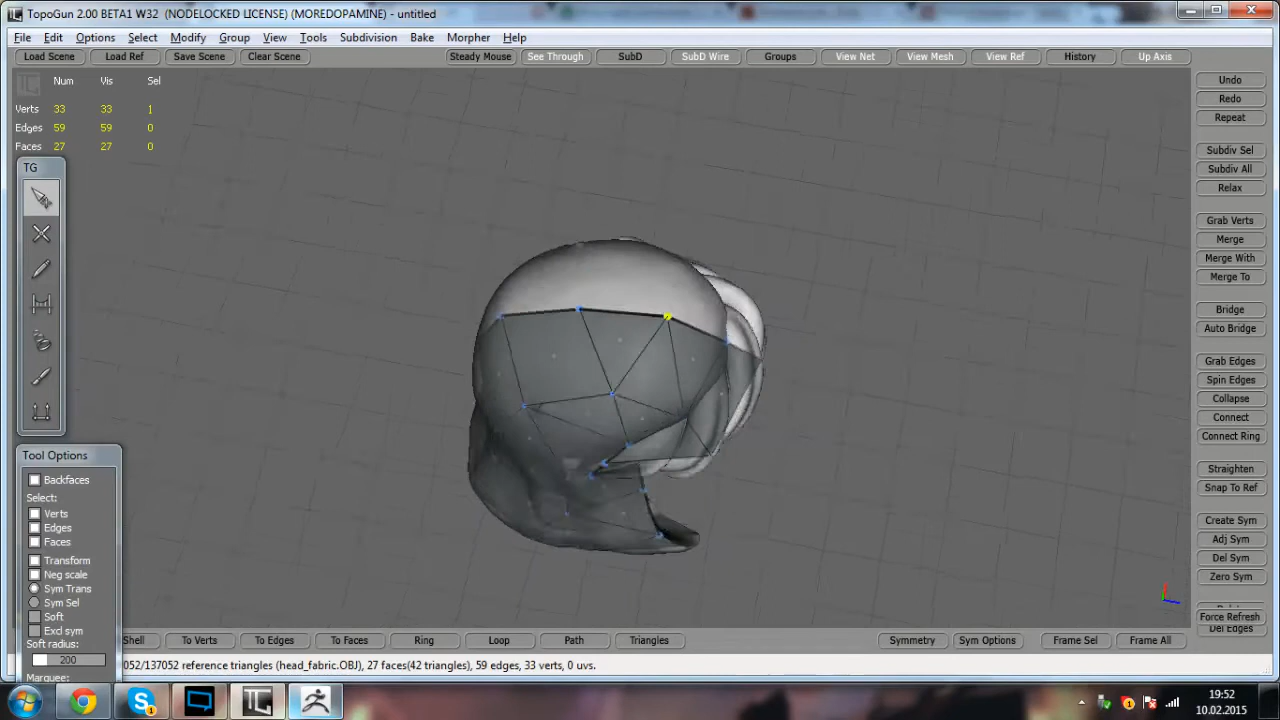 TopoGun 2.00 BETA1 W32  (NODELOCKED LICENSE) (MOREDOPAMINE) - untitled
File Edit Options Select Modify Group View Tools Subdivision Bake Morpher Help
Load Scene Load Ref Save Scene Clear Scene Steady Mouse See Through SubD SubD Wire Groups View Net View Mesh View Ref History Up Axis
Num Vis Sel
Verts 33 33 1
Edges 59 59 0
Faces 27 27 0
TG
Tool Options
Backfaces
Select:
Verts
Edges
Faces
Transform
Neg scale
Sym Trans
Sym Sel
Soft
Excl sym
Soft radius:
200
Marquee:
Undo
Redo
Repeat
Subdiv Sel
Subdiv All
Relax
Grab Verts
Merge
Merge With
Merge To
Bridge
Auto Bridge
Grab Edges
Spin Edges
Collapse
Connect
Connect Ring
Straighten
Snap To Ref
Create Sym
Adj Sym
Del Sym
Zero Sym
Force Refresh
Del Edges
Shell To Verts To Edges To Faces Ring Loop Path Triangles Symmetry Sym Options Frame Sel Frame All
052/137052 reference triangles (head_fabric.OBJ), 27 faces(42 triangles), 59 edges, 33 verts, 0 uvs.
19:52
10.02.2015